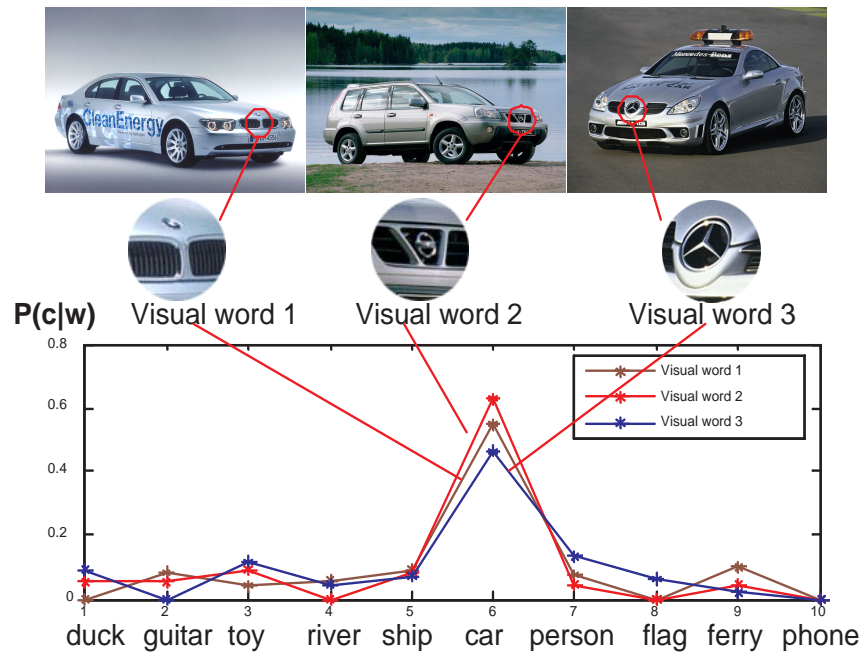 CleanEnergy
Mercedes-Benz
Visual word 1 Visual word 2 Visual word 3
P(c|w)
0.8
0.6
0.4
0.2
0
Visual word 1
Visual word 2
Visual word 3
1 2 3 4 5 6 7 8 9 10
duck guitar toy river ship car person flag ferry phone